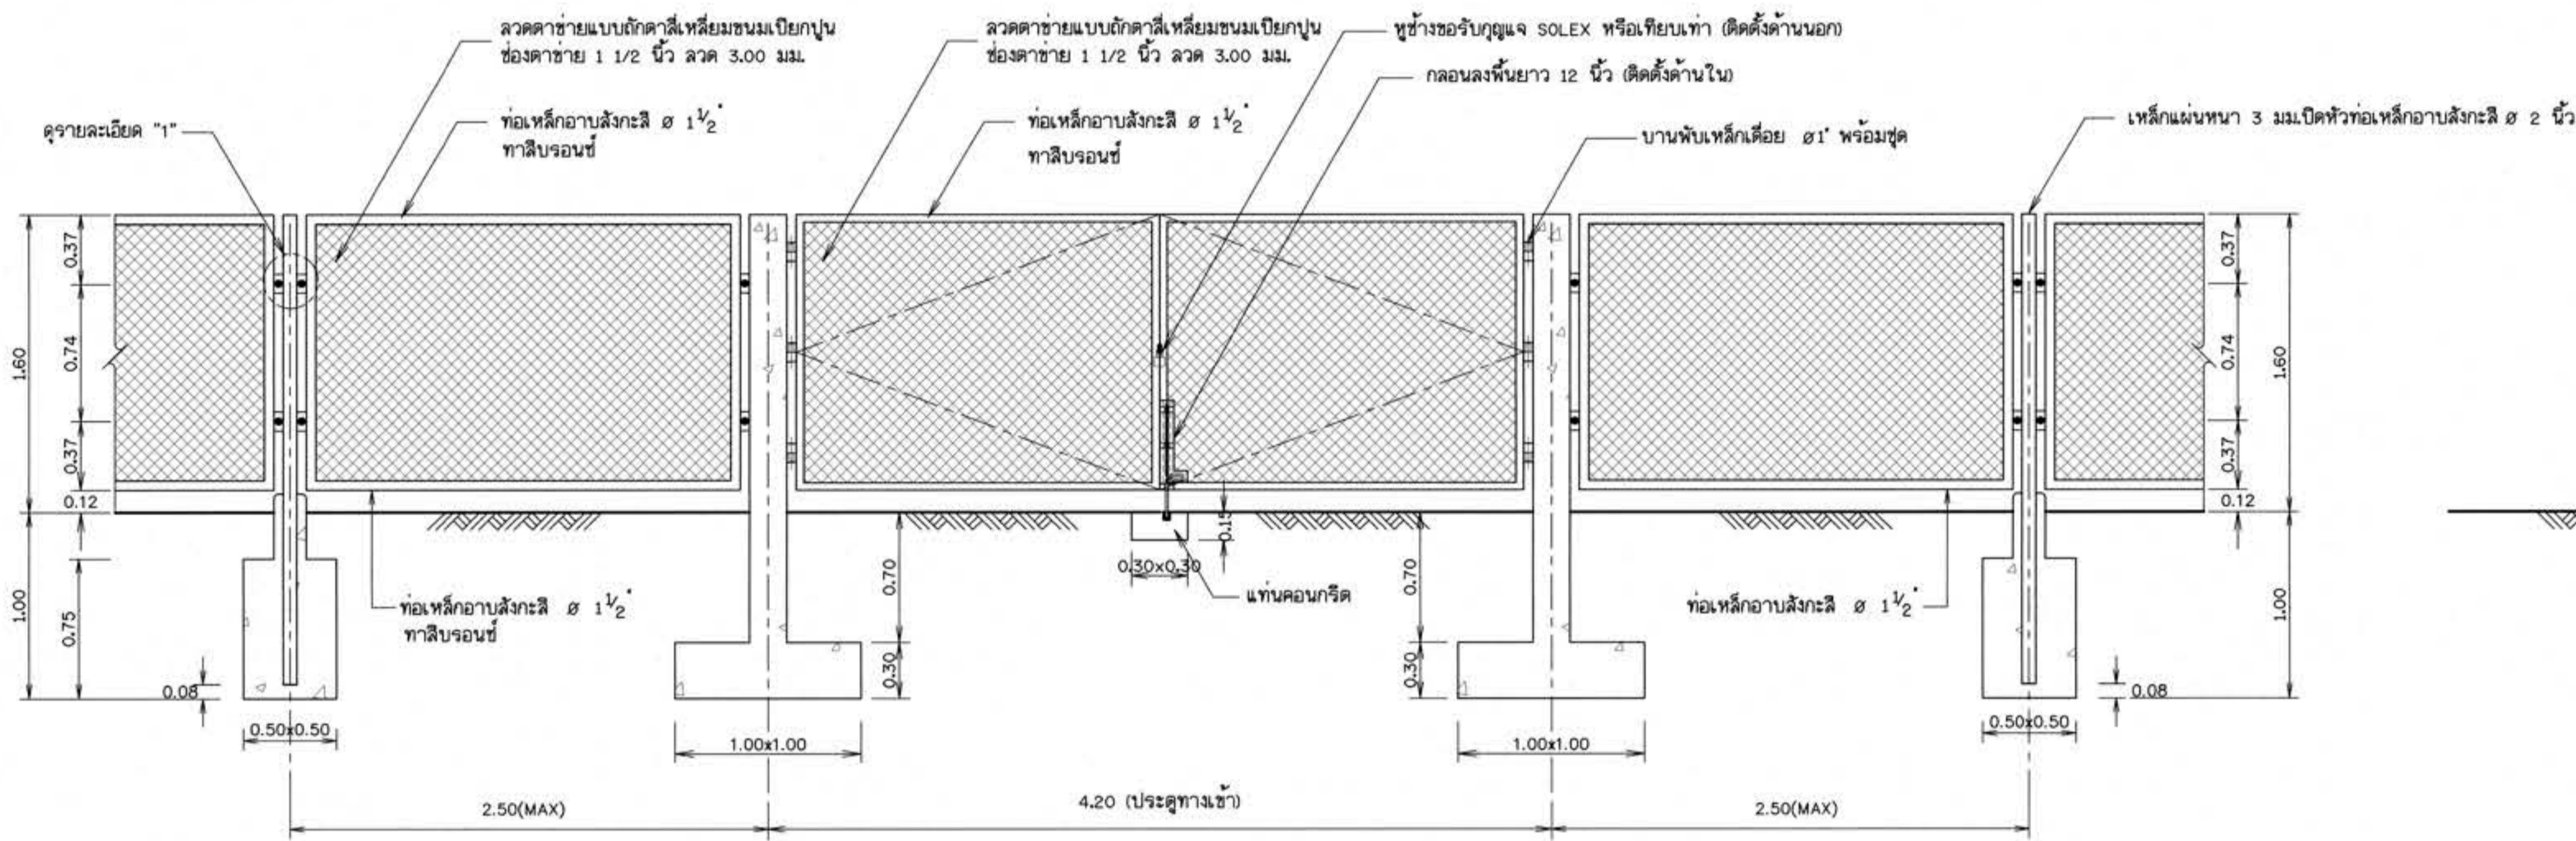 ลวดตาข่ายแบบถักตาสี่เหลี่ยมขนมเปียกปูน
ช่องตาข่าย 1 1/2 นิ้ว ลวด 3.00 มม.
ลวดตาข่ายแบบถักตาสี่เหลี่ยมขนมเปียกปูน
ช่องตาข่าย 1 1/2 นิ้ว ลวด 3.00 มม.
หูช้างขอรับกุญแจ SOLEX หรือเทียบเท่า (ติดตั้งด้านนอก)
กลอนลงพื้นยาว 12 นิ้ว (ติดตั้งด้านใน)
ดูรายละเอียด "1"
ท่อเหล็กอาบสังกะสี ø 1 1/2"
ทาสีบรอนซ์
ท่อเหล็กอาบสังกะสี ø 1 1/2"
ทาสีบรอนซ์
บานพับเหล็กเดือย ø1" พร้อมชุด
เหล็กแผ่นหนา 3 มม.ปิดหัวท่อเหล็กอาบสังกะสี ø 2 นิ้ว
1.60
0.37
0.74
0.37
0.12
1.00
0.75
0.08
0.50x0.50
ท่อเหล็กอาบสังกะสี ø 1 1/2"
ทาสีบรอนซ์
1.00x1.00
0.70
0.30
0.30x0.30
0.15
แท่นคอนกรีต
0.70
0.30
1.00x1.00
ท่อเหล็กอาบสังกะสี ø 1 1/2"
0.37
0.74
0.37
0.12
1.60
1.00
0.08
0.50x0.50
2.50(MAX)
4.20 (ประตูทางเข้า)
2.50(MAX)